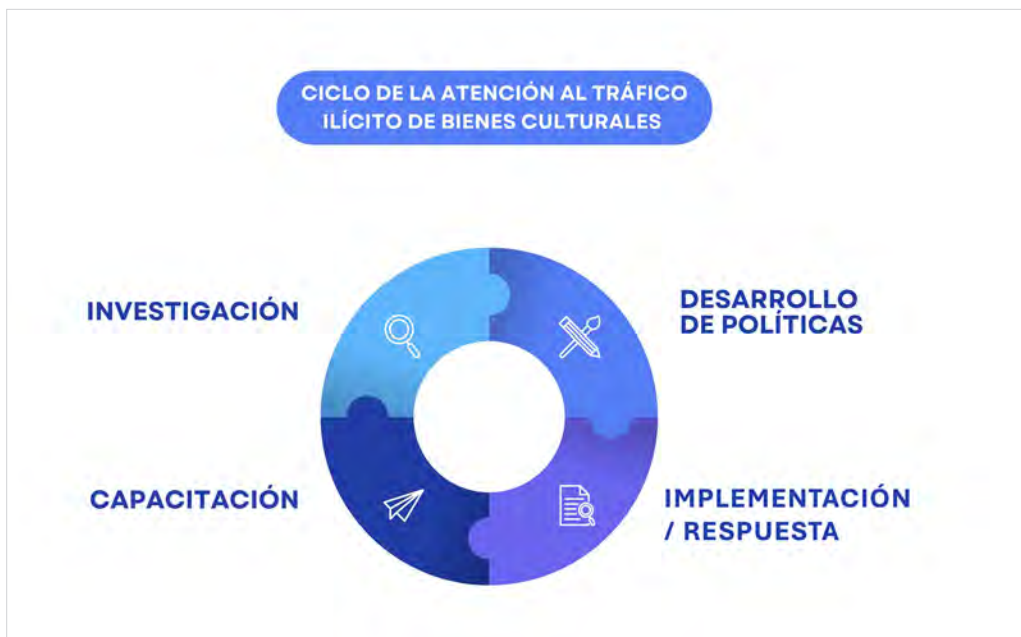 CICLO DE LA ATENCIÓN AL TRÁFICO
ILÍCITO DE BIENES CULTURALES
INVESTIGACIÓN
DESARROLLO
DE POLÍTICAS
CAPACITACIÓN
IMPLEMENTACIÓN
/ RESPUESTA